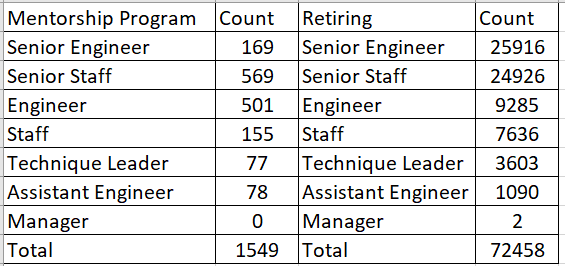 Mentorship Program Count Retiring Count
Senior Engineer 169 Senior Engineer 25916
Senior Staff 569 Senior Staff 24926
Engineer 501 Engineer 9285
Staff 155 Staff 7636
Technique Leader 77 Technique Leader 3603
Assistant Engineer 78 Assistant Engineer 1090
Manager 0 Manager 2
Total 1549 Total 72458